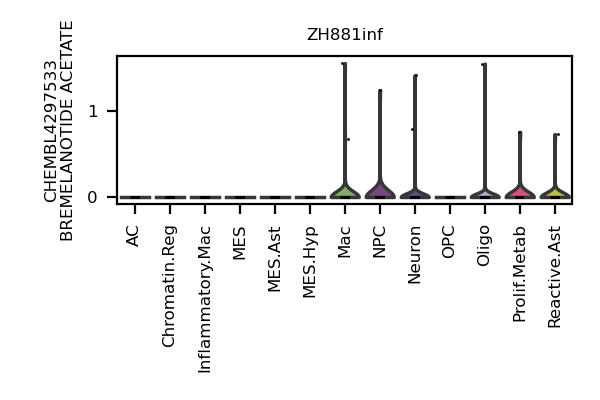 ZH881inf
CHEMBL4297533
BREMELANOTIDE ACETATE
1
0
AC
Chromatin.Reg
Inflammatory.Mac
MES
MES.Ast
MES.Hyp
Mac
NPC
Neuron
OPC
Oligo
Prolif.Metab
Reactive.Ast